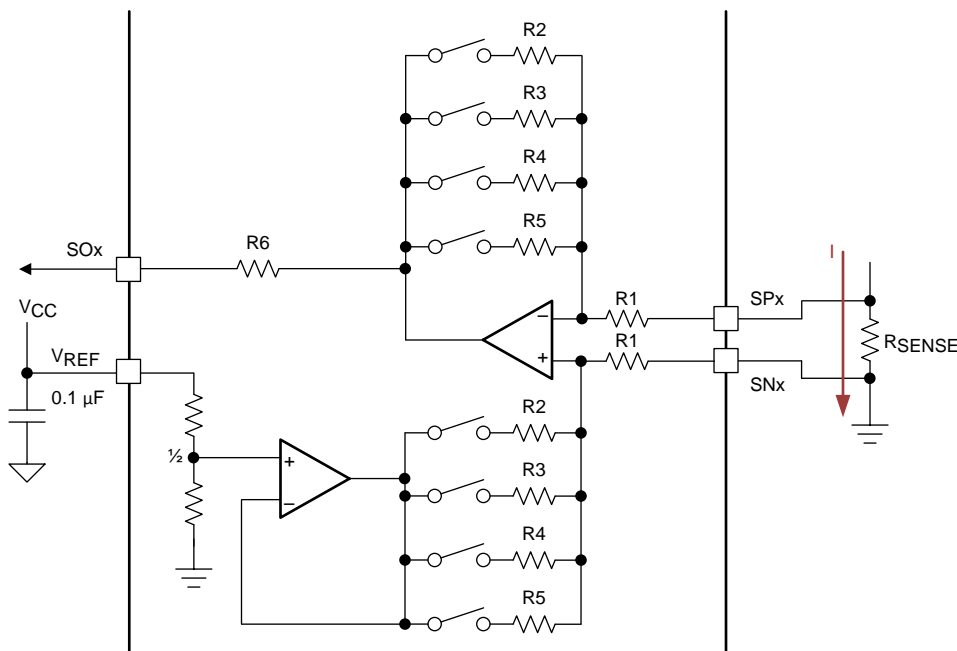 R2
R3
R4
R5
SOx
R6
I
VCC
R1
SPx
−
VREF
R1
RSENSE
+
SNx
0.1 µF
R2
½
+
R3
−
R4
R5